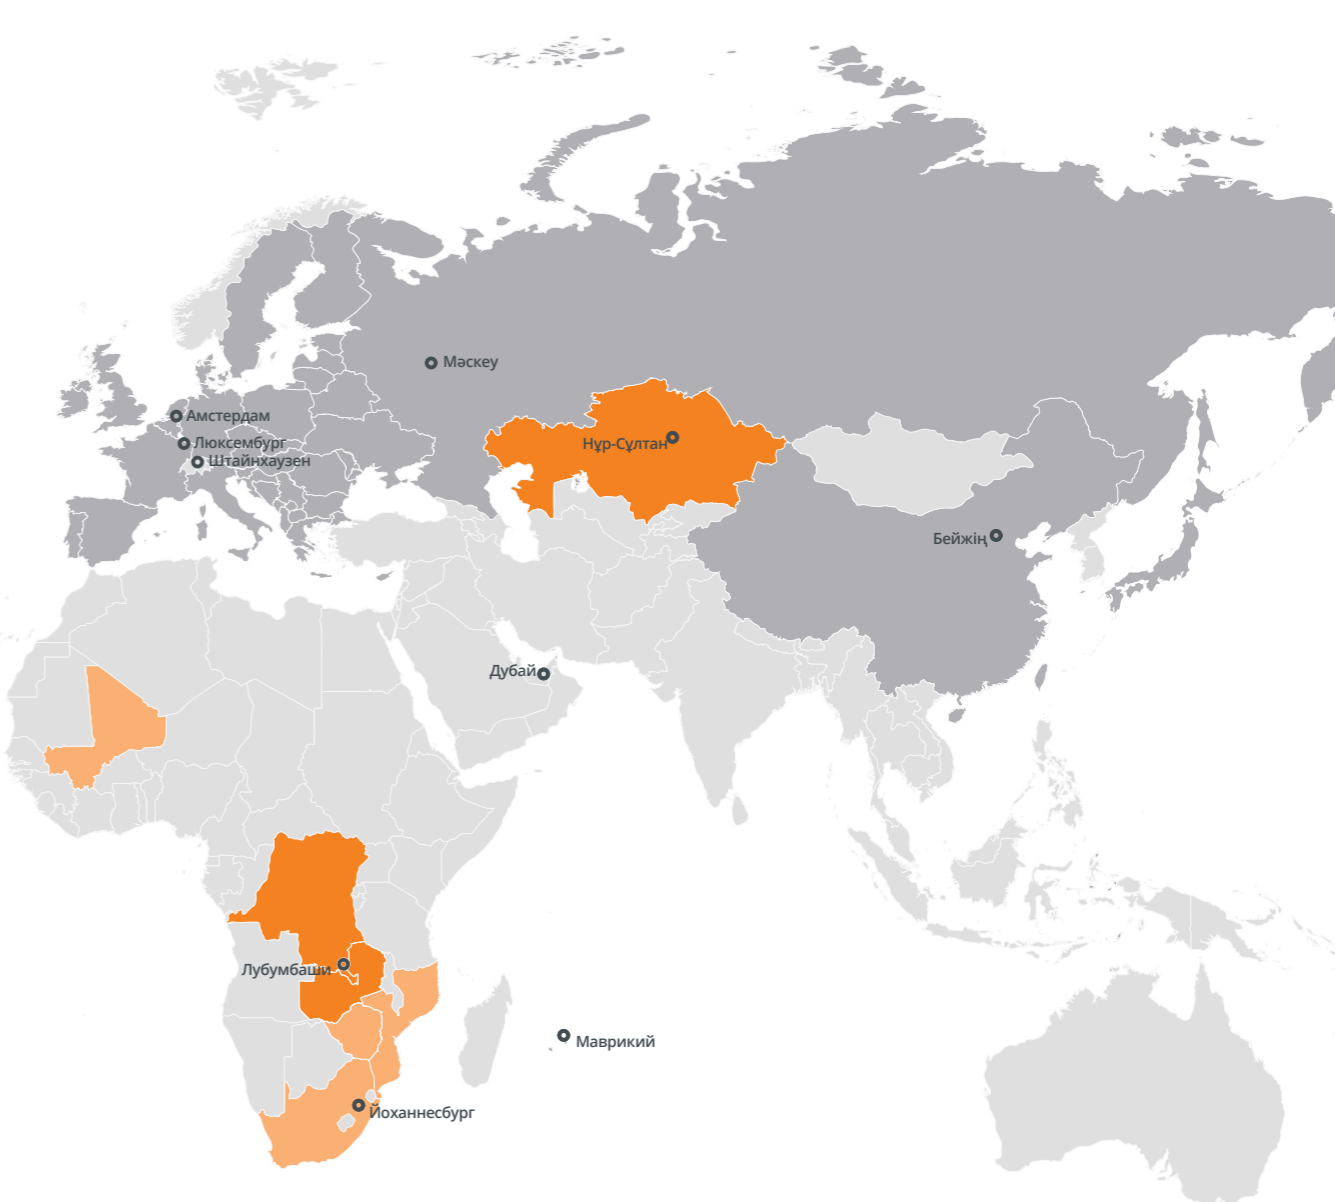 Мәскеу
Амстердам
Люксембург
Штайнхаузен
Нұр-Сұлтан
Бейжің
Дубай
Лубумбаши
Маврикий
Йоханнесбург